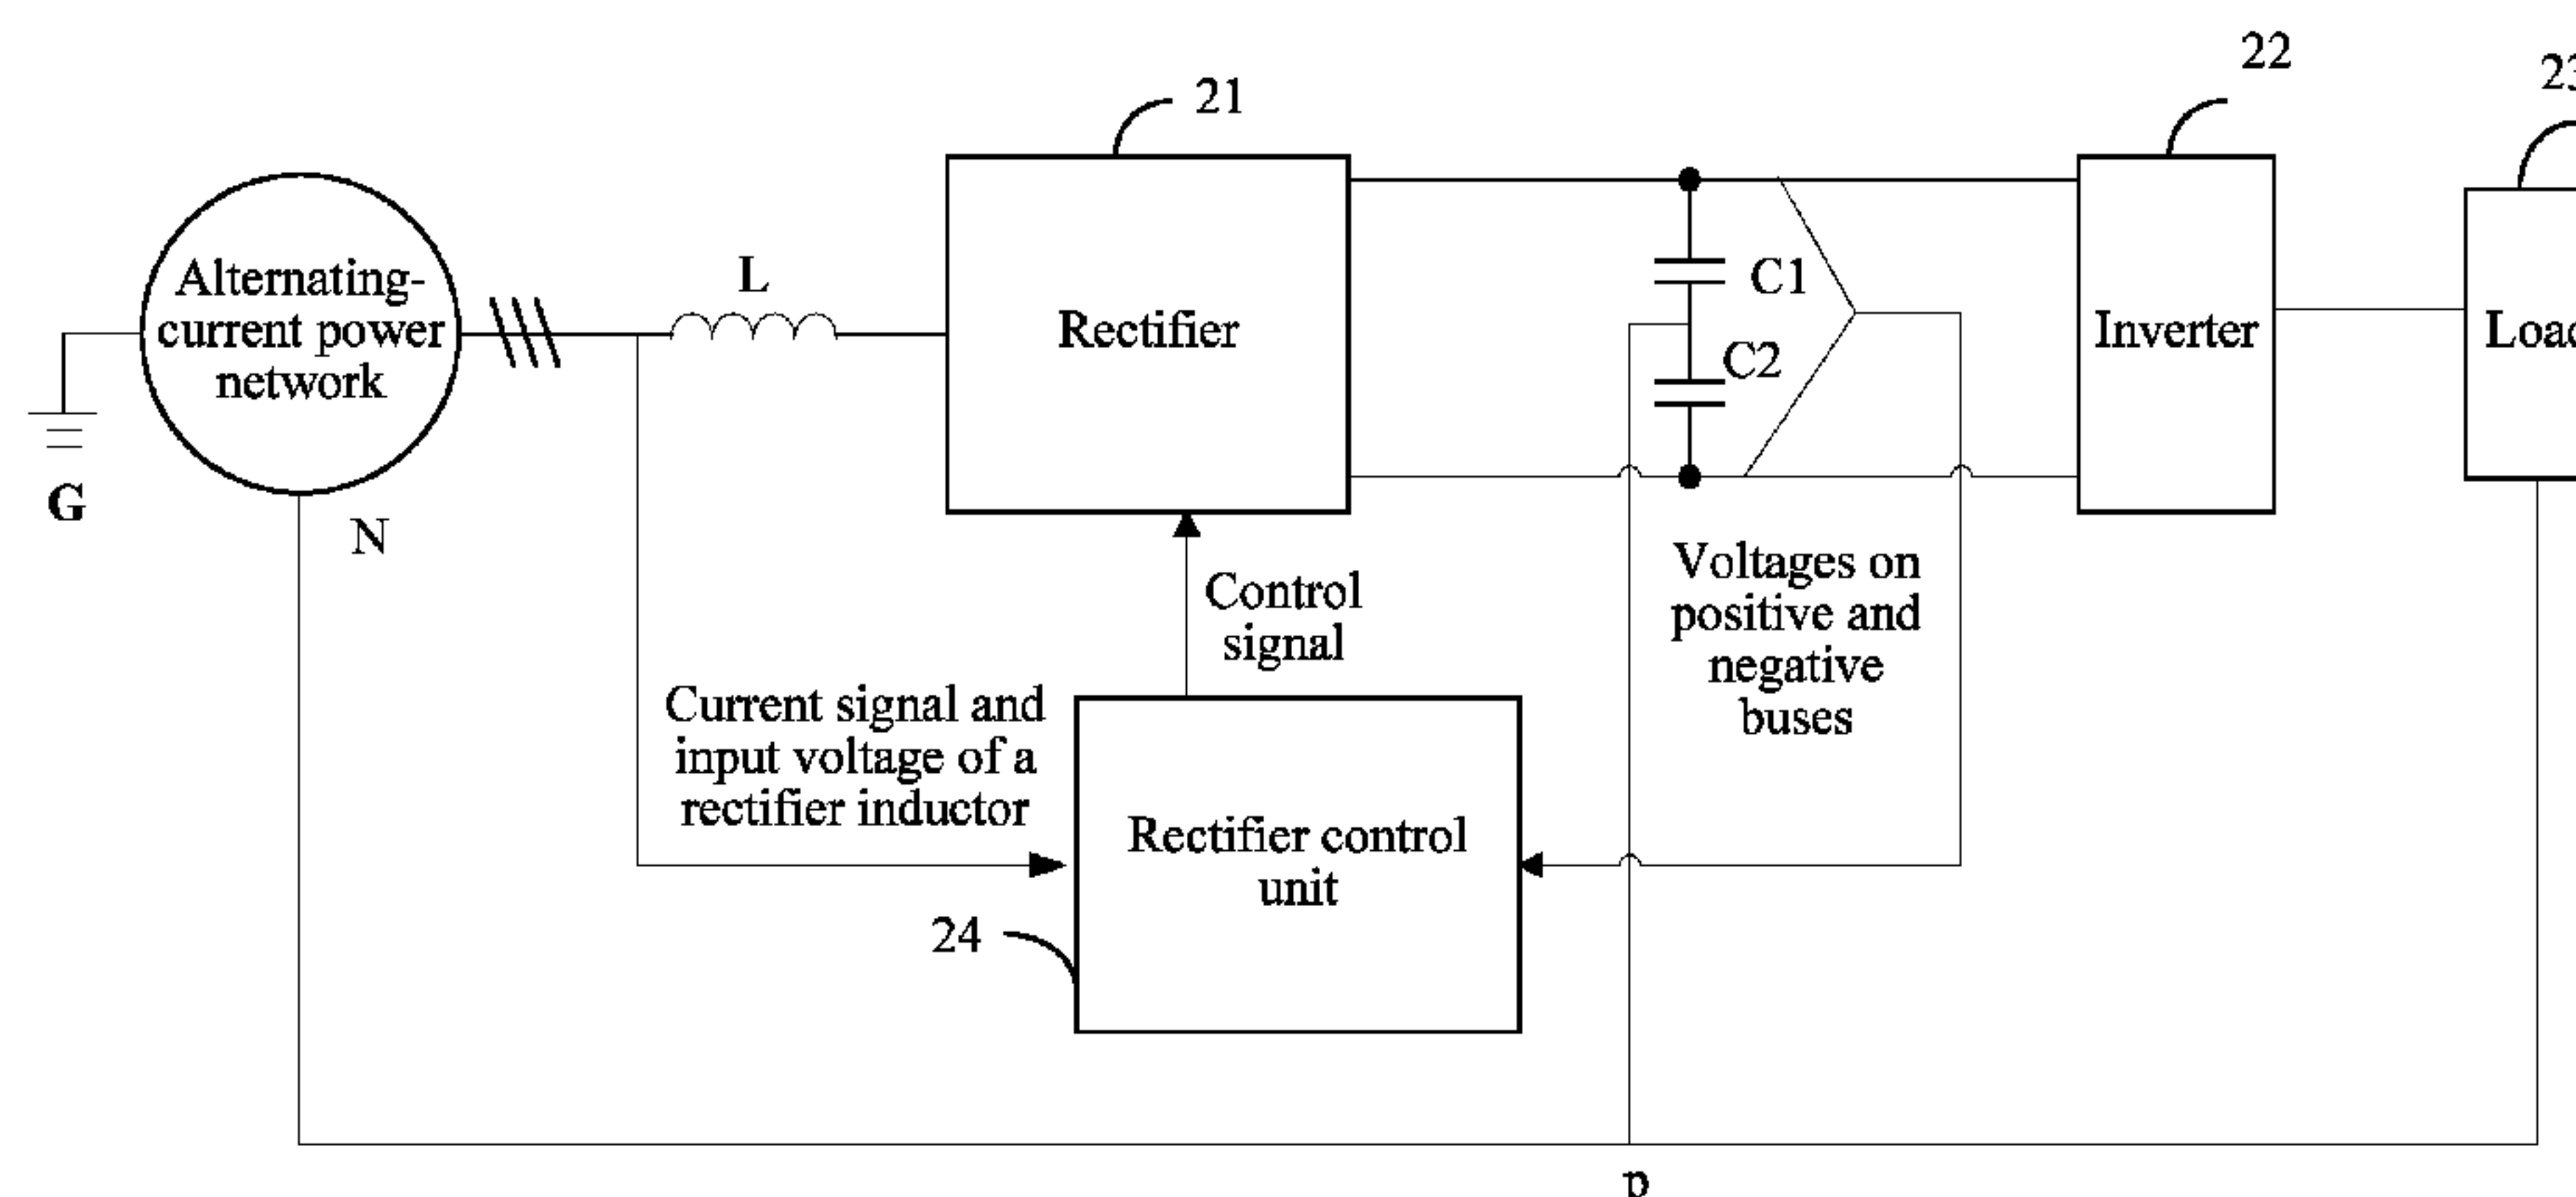 21
22
Alternating-
current power
network
L
Rectifier
C1
C2
Inverter
G
N
Control
signal
Voltages on
positive and
negative
buses
Current signal and
input voltage of a
rectifier inductor
Rectifier control
unit
24